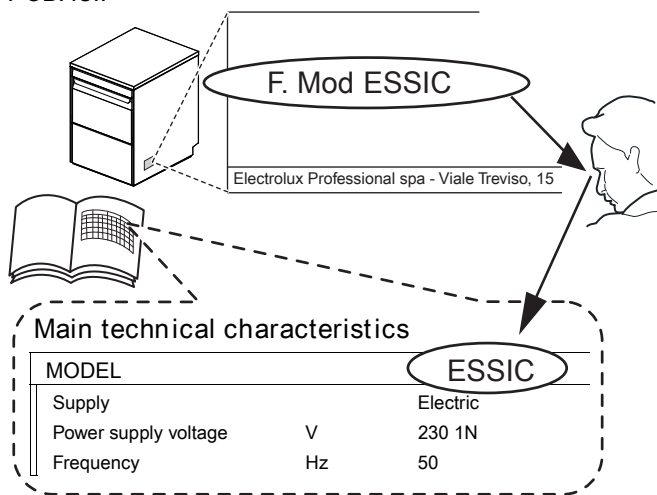 F. Mod ESSIC
Electrolux Professional spa - Viale Treviso, 15
Main technical characteristics
MODEL ESSIC
Supply Electric
Power supply voltage V 230 1N
Frequency Hz 50